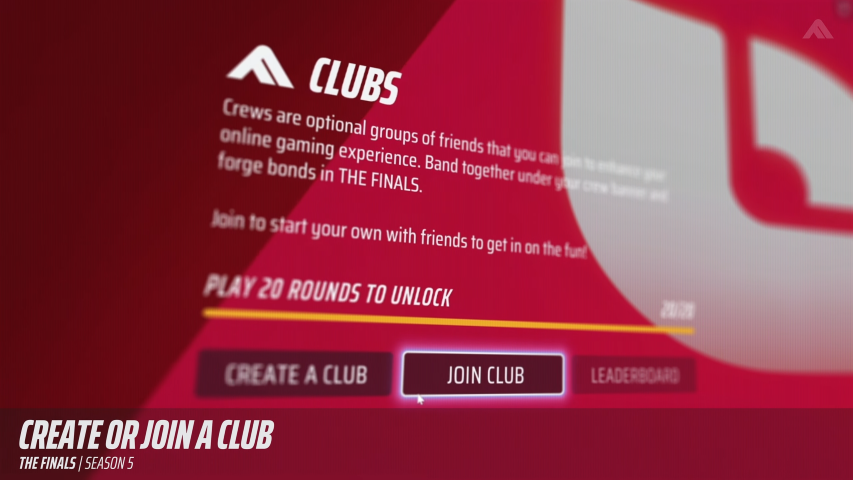 CLUBS
Crews are optional groups of friends that you can join to enhance your
online gaming experience. Band together under your crew banner and
forge bonds in THE FINALS.
Join to start your own with friends to get in on the fun!
PLAY 20 ROUNDS TO UNLOCK
20/20
CREATE A CLUB
JOIN CLUB
LEADERBOARD
CREATE OR JOIN A CLUB
THE FINALS | SEASON 5